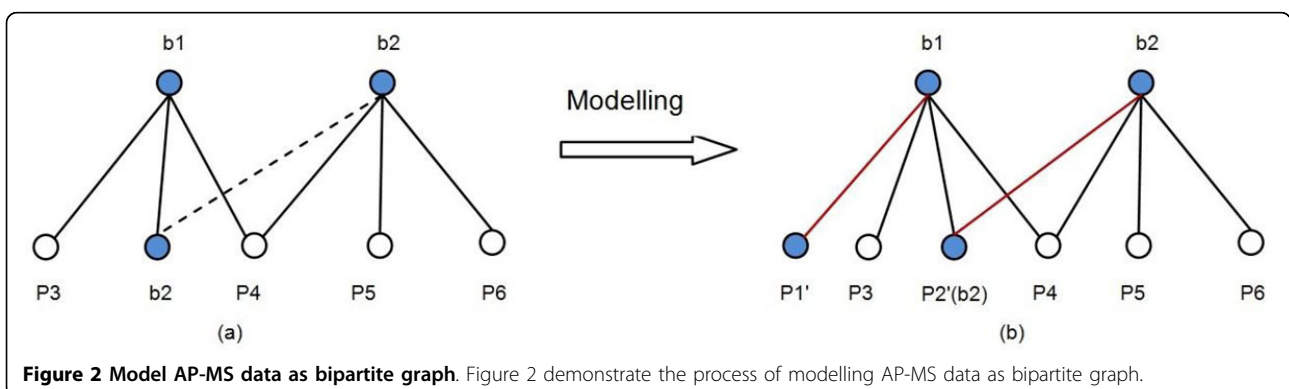 b1 b2 b1 b2
Modelling
P3 b2 P4 P5 P6 P1' P3 P2'(b2) P4 P5 P6
(a) (b)
Figure 2 Model AP-MS data as bipartite graph. Figure 2 demonstrate the process of modelling AP-MS data as bipartite graph.